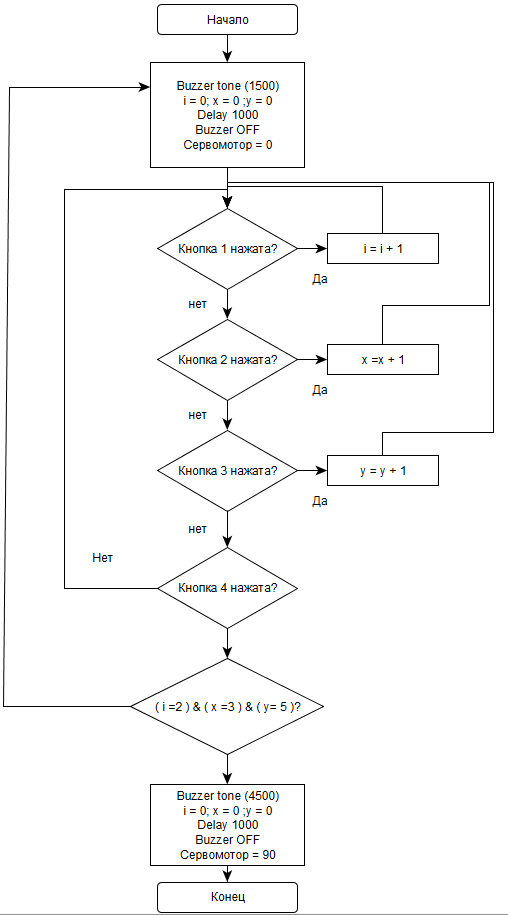 Начало
Buzzer tone (1500)
i = 0; x = 0 ;y = 0
Delay 1000
Buzzer OFF
Сервомотор = 0
Кнопка 1 нажата?
i = i + 1
Да
нет
Кнопка 2 нажата?
x =x + 1
Да
нет
Кнопка 3 нажата?
y = y + 1
Да
нет
Нет
Кнопка 4 нажата?
( i =2 ) & ( x =3 ) & ( y= 5 )?
Buzzer tone (4500)
i = 0; x = 0 ;y = 0
Delay 1000
Buzzer OFF
Сервомотор = 90
Конец